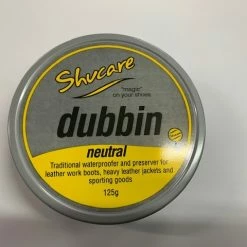 Shucare
"magic"
on your shoes
dubbin
neutral
Traditional waterproofer and preserver for
leather work boots, heavy leather jackets and
sporting goods
125g